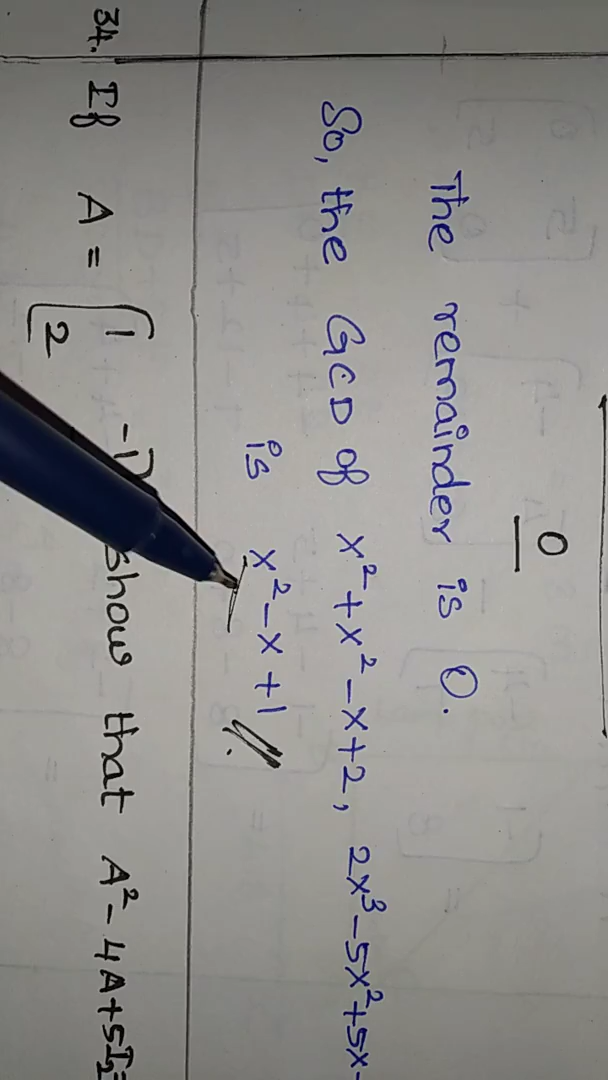 0
The remainder is 0.
So, the GCD of x²+x²-x+2, 2x³-5x²+5x-
is x²-x+1
34. If A = [1 -1 show that A²-4A+5I₂=
2